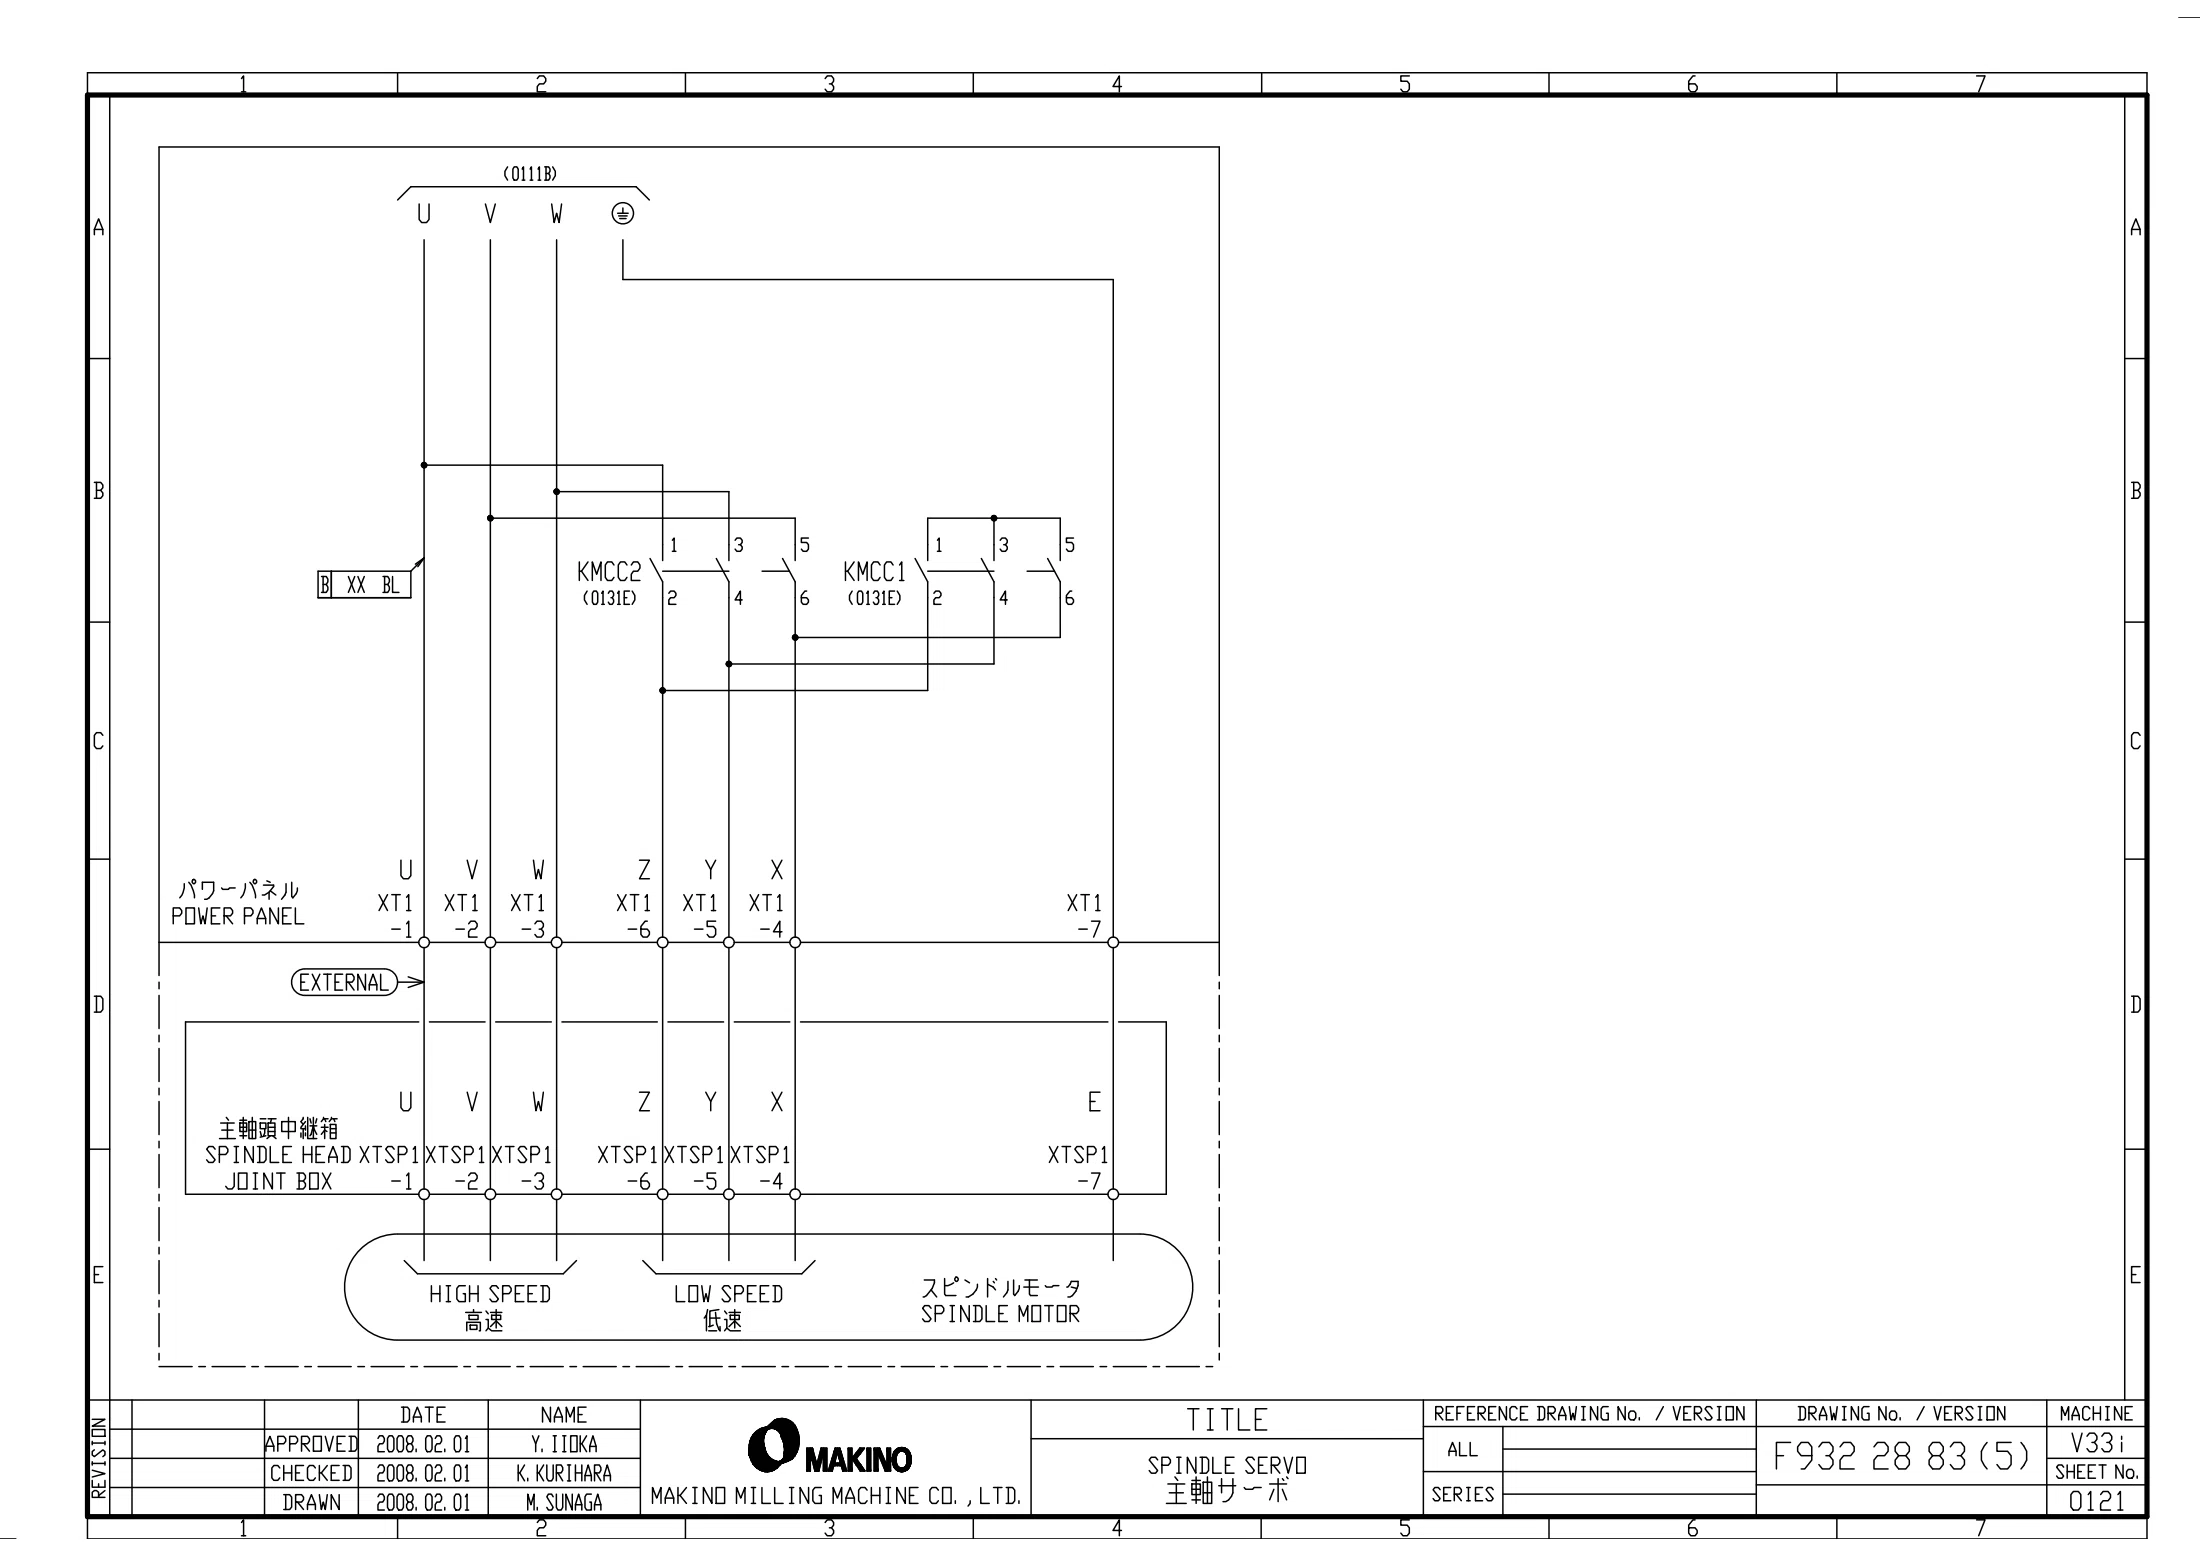 1 2 3 4 5 6 7
(0111B)
U V W
A A
B B
1 3 5 1 3 5
KMCC2 KMCC1
B XX BL
(0131E) 2 4 6 (0131E) 2 4 6
C C
U V W Z Y X
パワーパネル XT1 XT1 XT1 XT1 XT1 XT1 XT1
POWER PANEL -1 -2 -3 -6 -5 -4 -7
EXTERNAL
D D
U V W Z Y X E
主軸頭中継箱
SPINDLE HEAD XTSP1 XTSP1 XTSP1 XTSP1 XTSP1 XTSP1 XTSP1
JOINT BOX -1 -2 -3 -6 -5 -4 -7
E E
HIGH SPEED LOW SPEED スピンドルモータ
高速 低速 SPINDLE MOTOR
REVISION
DATE NAME
APPROVED 2008.02.01 Y. IIOKA
CHECKED 2008.02.01 K. KURIHARA
DRAWN 2008.02.01 M. SUNAGA
MAKINO
MAKINO MILLING MACHINE CO.,LTD.
TITLE
SPINDLE SERVO
主軸サーボ
REFERENCE DRAWING No. / VERSION
ALL
SERIES
DRAWING No. / VERSION
F932 28 83(5)
MACHINE
V33i
SHEET No.
0121
1 2 3 4 5 6 7